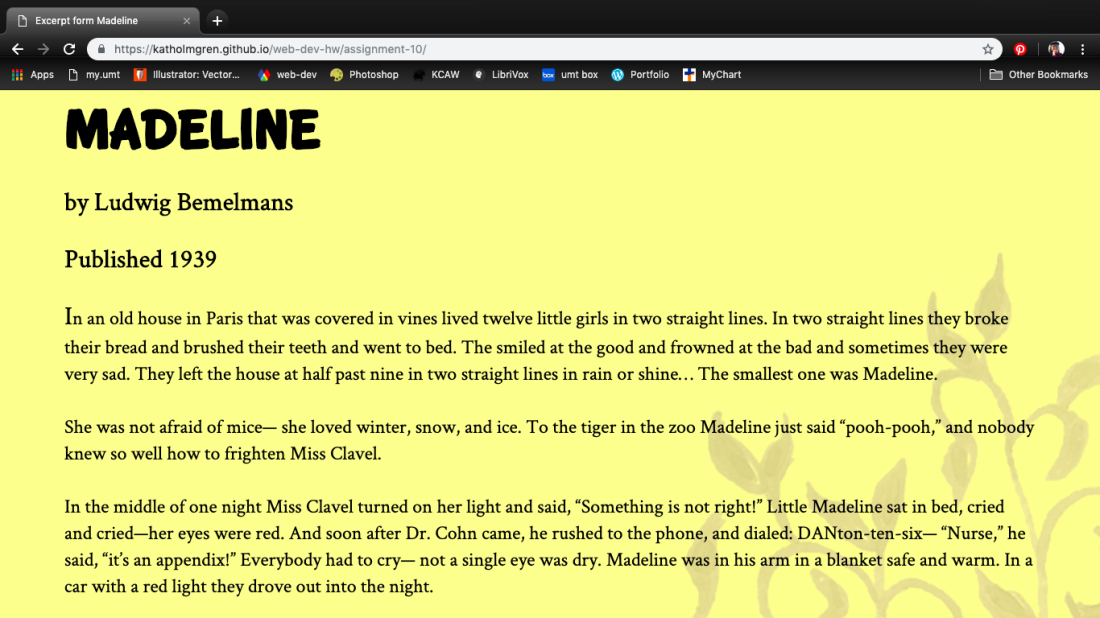 Excerpt form Madeline
https://katholmgren.github.io/web-dev-hw/assignment-10/
Apps my.umt Illustrator: Vector... web-dev Photoshop KCAW LibriVox box umt box Portfolio MyChart Other Bookmarks
MADELINE
by Ludwig Bemelmans
Published 1939
In an old house in Paris that was covered in vines lived twelve little girls in two straight lines. In two straight lines they broke
their bread and brushed their teeth and went to bed. The smiled at the good and frowned at the bad and sometimes they were
very sad. They left the house at half past nine in two straight lines in rain or shine… The smallest one was Madeline.
She was not afraid of mice— she loved winter, snow, and ice. To the tiger in the zoo Madeline just said “pooh-pooh,” and nobody
knew so well how to frighten Miss Clavel.
In the middle of one night Miss Clavel turned on her light and said, “Something is not right!” Little Madeline sat in bed, cried
and cried—her eyes were red. And soon after Dr. Cohn came, he rushed to the phone, and dialed: DANton-ten-six— “Nurse,” he
said, “it’s an appendix!” Everybody had to cry— not a single eye was dry. Madeline was in his arm in a blanket safe and warm. In a
car with a red light they drove out into the night.